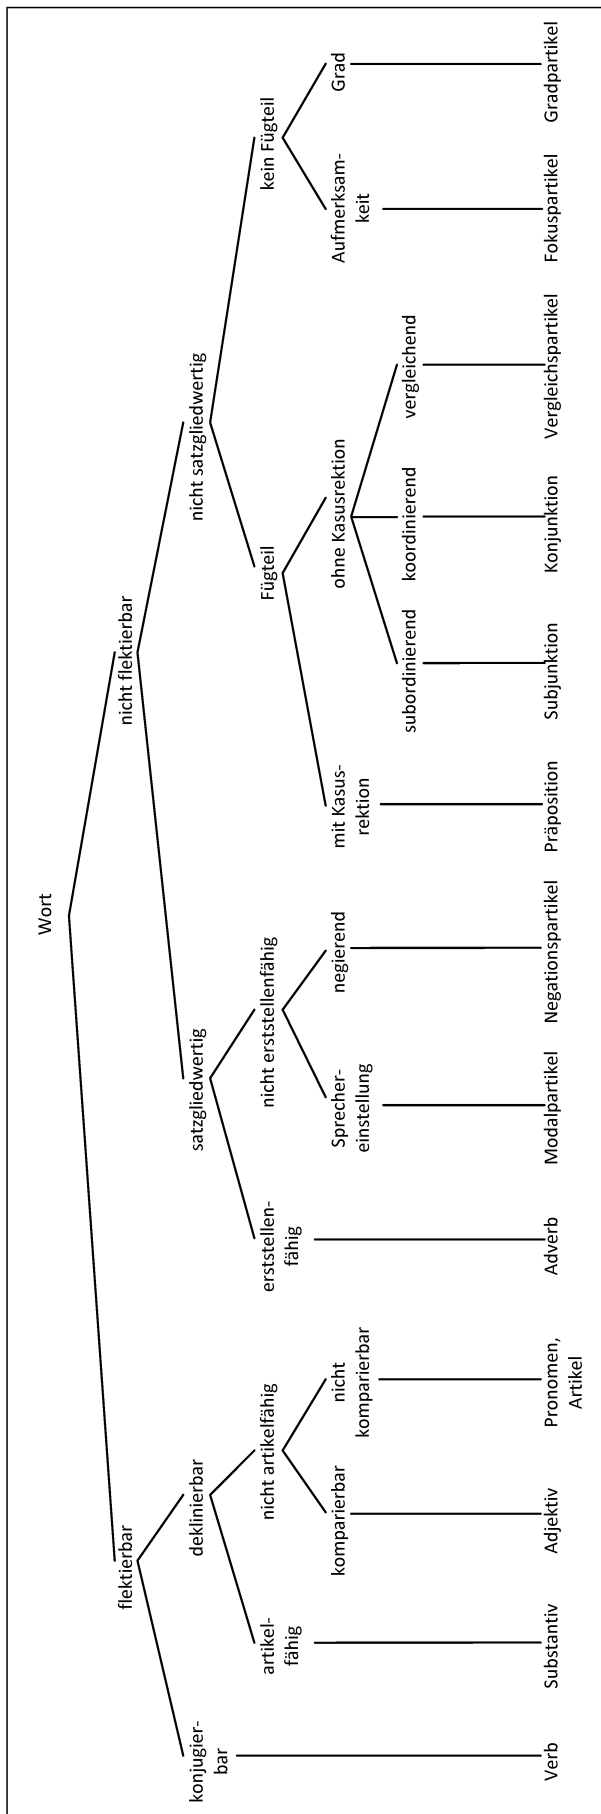 Wort
flektierbar
nicht flektierbar
konjugier-
bar
deklinierbar
satzgliedwertig
nicht satzgliedwertig
artikel-
fähig
nicht artikelfähig
erststellen-
fähig
nicht erststellenfähig
Fügteil
kein Fügteil
komparierbar
nicht
komparierbar
Sprecher-
einstellung
negierend
mit Kasus-
rektion
ohne Kasusrektion
Aufmerksam-
keit
Grad
subordinierend
koordinierend
vergleichend
Verb
Substantiv
Adjektiv
Pronomen,
Artikel
Adverb
Modalpartikel
Negationspartikel
Präposition
Subjunktion
Konjunktion
Vergleichspartikel
Fokuspartikel
Gradpartikel